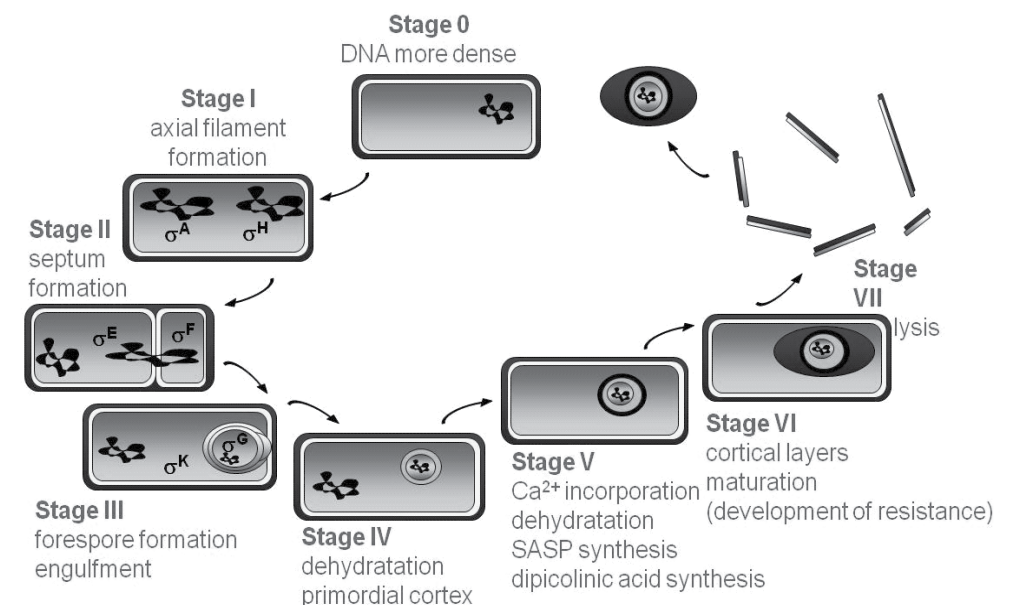 Stage 0
DNA more dense
Stage I
axial filament
formation
σA
σH
Stage II
septum
formation
σE
σF
σG
σK
Stage III
forespore formation
engulfment
Stage IV
dehydratation
primordial cortex
Stage V
Ca2+ incorporation
dehydratation
SASP synthesis
dipicolinic acid synthesis
Stage VI
cortical layers
maturation
(development of resistance)
Stage
VII
lysis